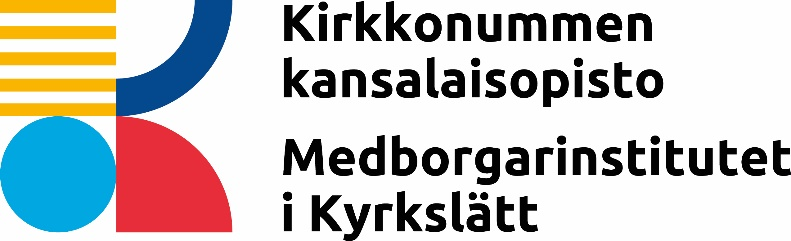 Kirkkonummen
kansalaisopisto
Medborgarinstitutet
i Kyrkslätt